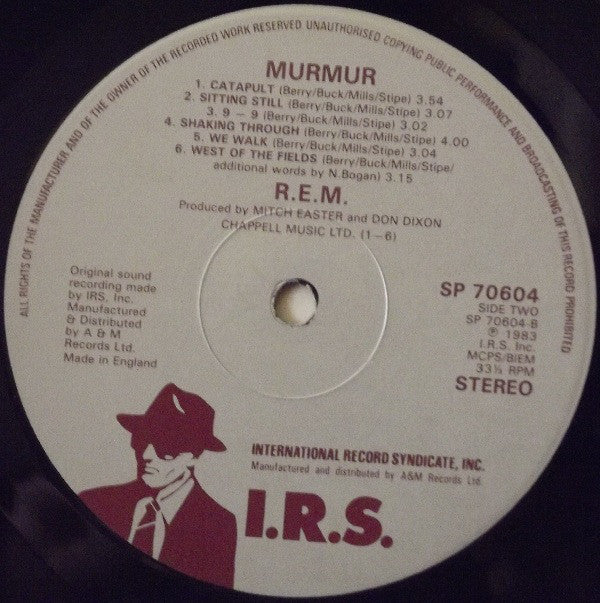 ALL RIGHTS OF THE MANUFACTURER AND OF THE OWNER OF THE RECORDED WORK RESERVED UNAUTHORISED COPYING PUBLIC PERFORMANCE AND BROADCASTING OF THIS RECORD PROHIBITED
MURMUR
1. CATAPULT (Berry/Buck/Mills/Stipe) 3.54
2. SITTING STILL (Berry/Buck/Mills/Stipe) 3.07
3. 9 – 9 (Berry/Buck/Mills/Stipe) 3.02
4. SHAKING THROUGH (Berry/Buck/Mills/Stipe) 4.00
5. WE WALK (Berry/Buck/Mills/Stipe) 3.04
6. WEST OF THE FIELDS (Berry/Buck/Mills/Stipe/
additional words by N.Bogan) 3.15
R.E.M.
Produced by MITCH EASTER and DON DIXON
CHAPPELL MUSIC LTD. (1–6)
Original sound
recording made
by IRS, Inc.
Manufactured
& Distributed
by A & M
Records Ltd.
Made in England
SP 70604
SIDE TWO
SP 70604-B
℗ 1983
I.R.S. Inc.
MCPS/BIEM
33⅓ RPM
STEREO
INTERNATIONAL RECORD SYNDICATE, INC.
Manufactured and distributed by A&M Records Ltd.
I.R.S.